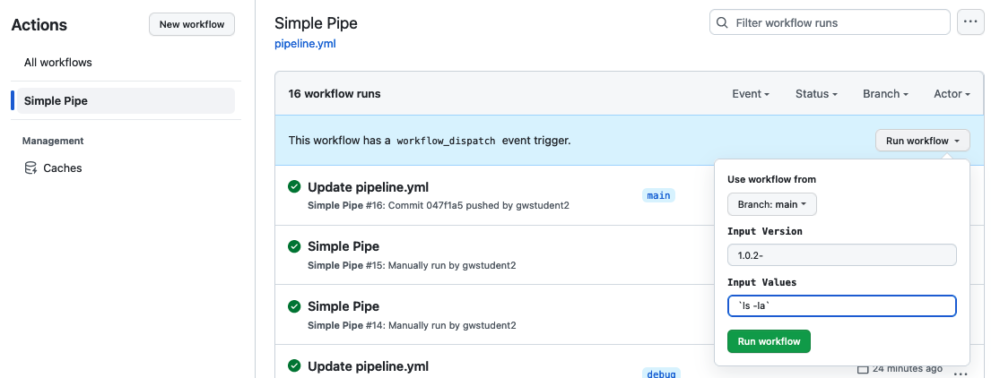 Actions
New workflow
All workflows
Simple Pipe
Management
Caches
Simple Pipe
pipeline.yml
Filter workflow runs
16 workflow runs
Event
Status
Branch
Actor
This workflow has a workflow_dispatch event trigger.
Run workflow
Update pipeline.yml
Simple Pipe #16: Commit 047f1a5 pushed by gwstudent2
main
Simple Pipe
Simple Pipe #15: Manually run by gwstudent2
Simple Pipe
Simple Pipe #14: Manually run by gwstudent2
Update pipeline.yml
debug
24 minutes ago
Use workflow from
Branch: main
Input Version
1.0.2-
Input Values
`ls -la`
Run workflow